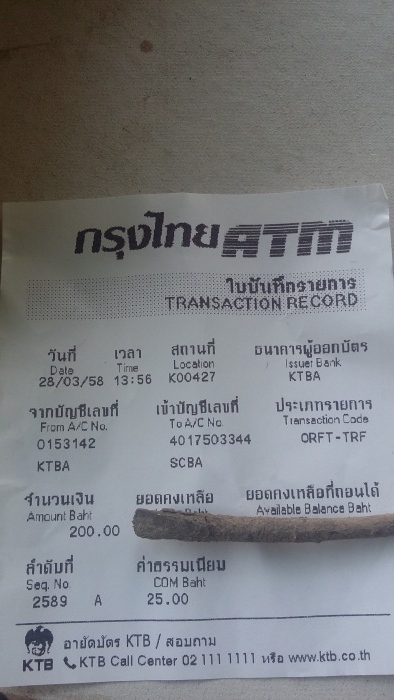 กรุงไทย ATM
ใบบันทึกรายการ
TRANSACTION RECORD
วันที่ เวลา สถานที่ ธนาคารผู้ออกบัตร
Date Time Location Issuer Bank
28/03/58 13:56 K00427 KTBA
จากบัญชีเลขที่ เข้าบัญชีเลขที่ ประเภทรายการ
From A/C No. To A/C No. Transaction Code
0153142 4017503344 ORFT-TRF
KTBA SCBA
จำนวนเงิน ยอดคงเหลือ ยอดคงเหลือที่ถอนได้
Amount Baht Baht Available Balance Baht
200.00
ลำดับที่ ค่าธรรมเนียม
Seq. No. COM Baht
2589 A 25.00
อายัดบัตร KTB / สอบถาม
KTB KTB Call Center 02 111 1111 หรือ www.ktb.co.th